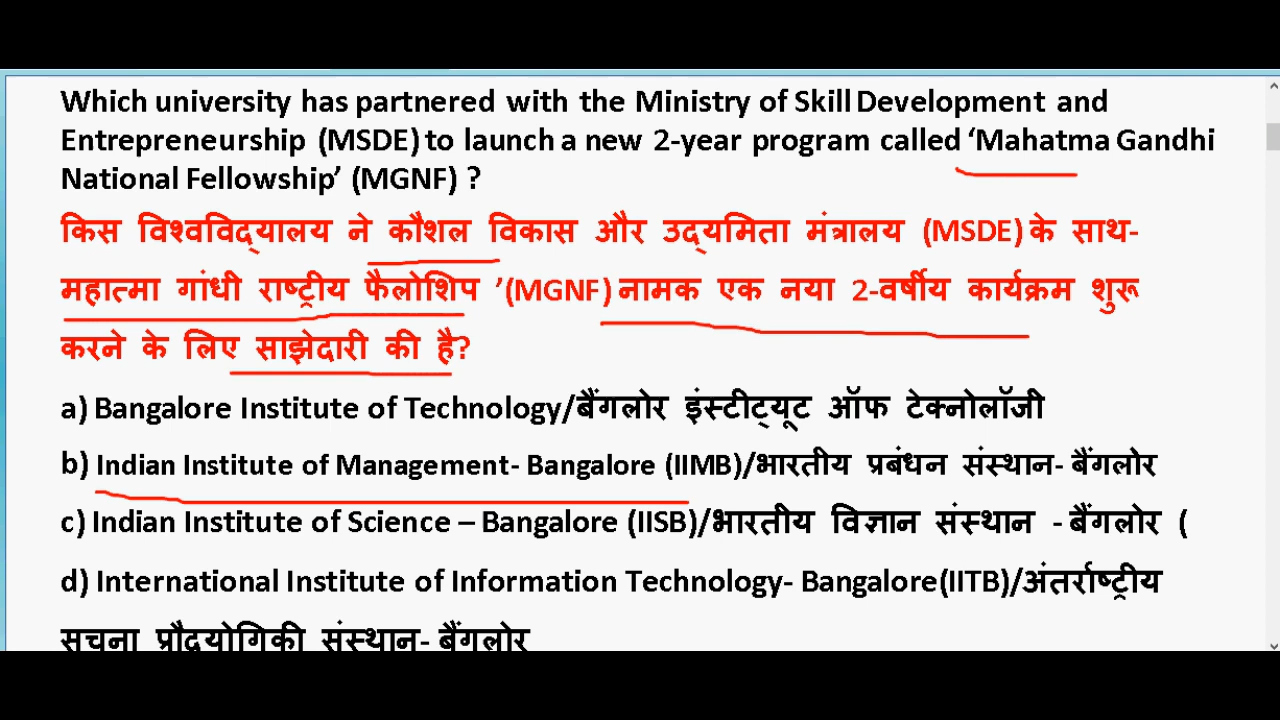 Which university has partnered with the Ministry of Skill Development and
Entrepreneurship (MSDE) to launch a new 2-year program called ‘Mahatma Gandhi
National Fellowship’ (MGNF) ?
किस विश्वविद्यालय ने कौशल विकास और उद्यमिता मंत्रालय (MSDE) के साथ-
महात्मा गांधी राष्ट्रीय फैलोशिप ’(MGNF) नामक एक नया 2-वर्षीय कार्यक्रम शुरू
करने के लिए साझेदारी की है?
a) Bangalore Institute of Technology/बैंगलोर इंस्टीट्यूट ऑफ टेक्नोलॉजी
b) Indian Institute of Management- Bangalore (IIMB)/भारतीय प्रबंधन संस्थान- बैंगलोर
c) Indian Institute of Science – Bangalore (IISB)/भारतीय विज्ञान संस्थान - बैंगलोर (
d) International Institute of Information Technology- Bangalore(IITB)/अंतर्राष्ट्रीय
सूचना प्रौद्योगिकी संस्थान- बैंगलोर